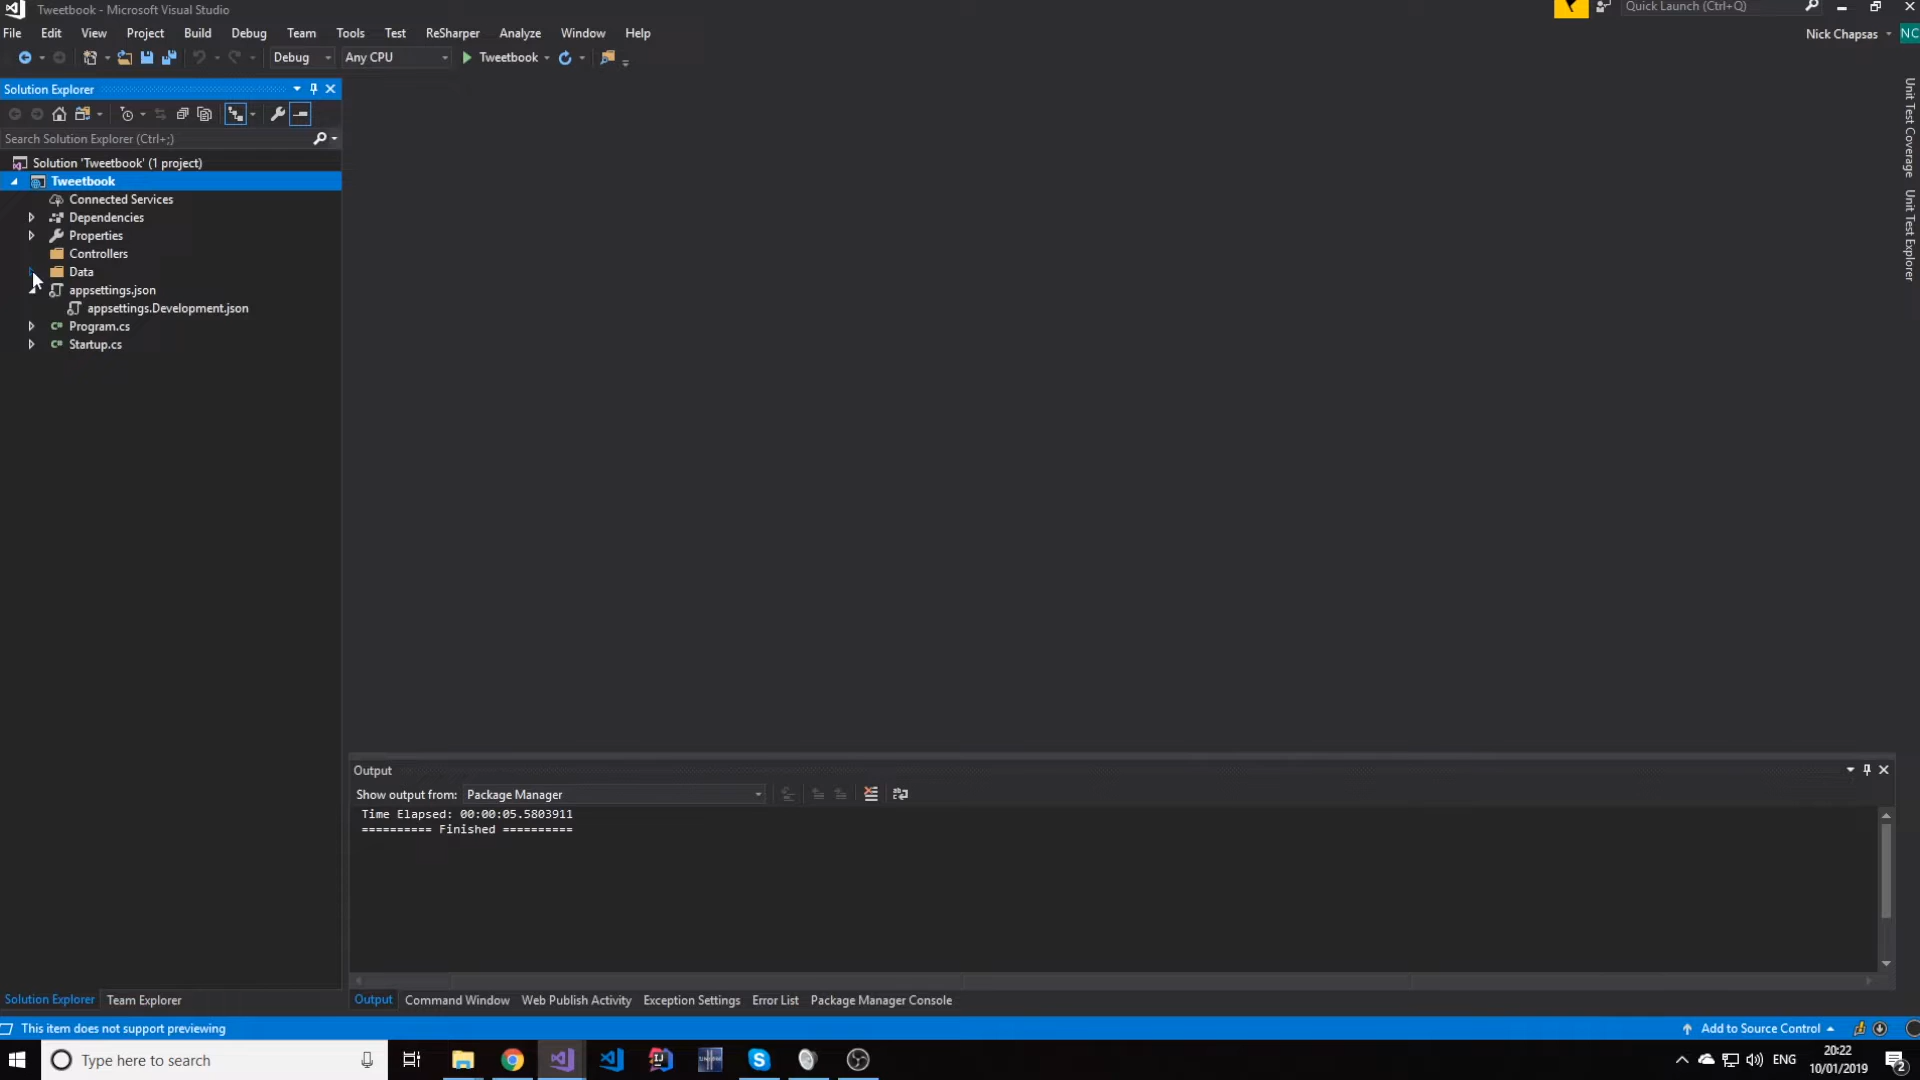 Tweetbook - Microsoft Visual Studio
Quick Launch (Ctrl+Q)
File Edit View Project Build Debug Team Tools Test ReSharper Analyze Window Help
Nick Chapsas NC
Debug Any CPU Tweetbook
Solution Explorer
Search Solution Explorer (Ctrl+;)
Solution 'Tweetbook' (1 project)
Tweetbook
Connected Services
Dependencies
Properties
Controllers
Data
appsettings.json
appsettings.Development.json
C# Program.cs
C# Startup.cs
Unit Test Coverage
Unit Test Explorer
Output
Show output from: Package Manager
Time Elapsed: 00:00:05.5803911
========== Finished ==========
Solution Explorer Team Explorer
Output Command Window Web Publish Activity Exception Settings Error List Package Manager Console
This item does not support previewing
Add to Source Control
Type here to search
ENG
20:22
10/01/2019
2